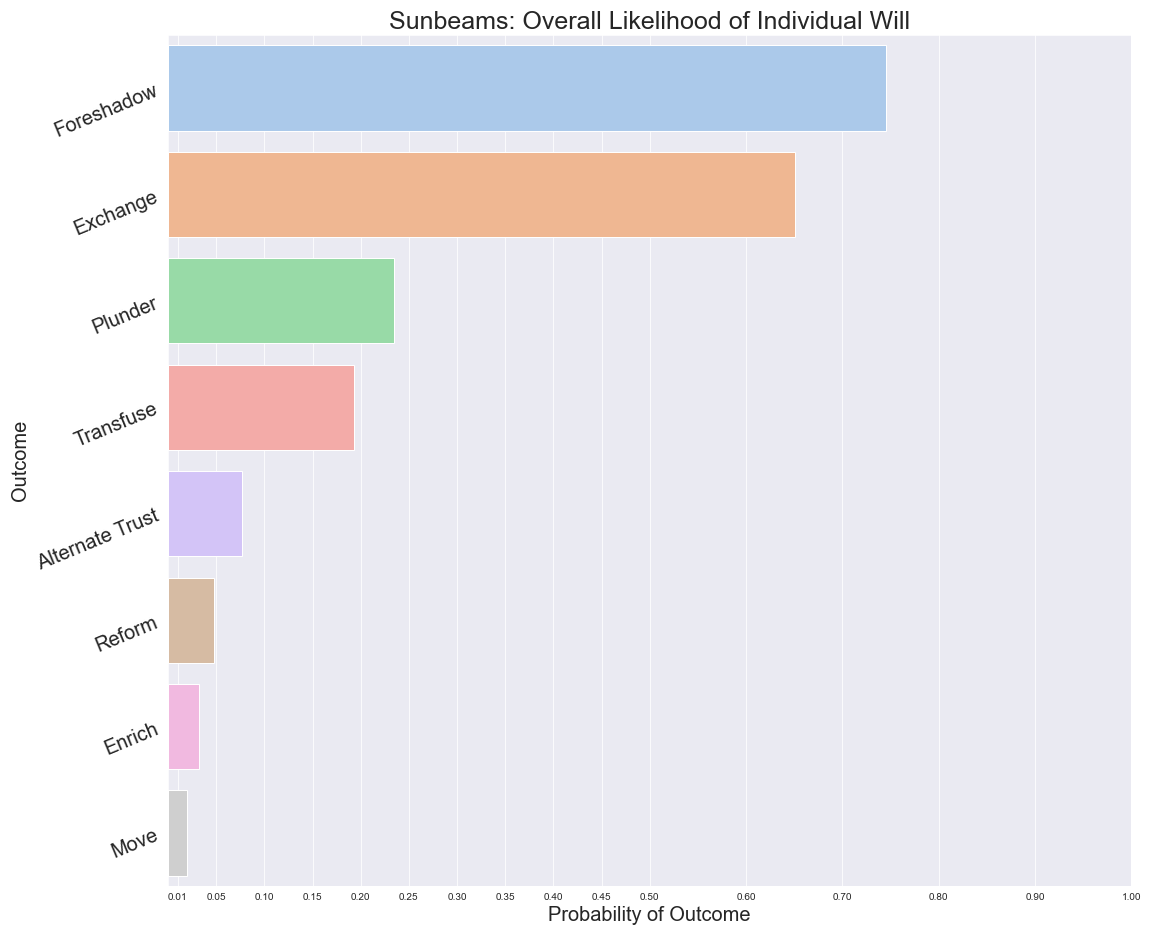 Sunbeams: Overall Likelihood of Individual Will
Outcome
Foreshadow
Exchange
Plunder
Transfuse
Alternate Trust
Reform
Enrich
Move
0.01 0.05 0.10 0.15 0.20 0.25 0.30 0.35 0.40 0.45 0.50 0.60 0.70 0.80 0.90 1.00
Probability of Outcome